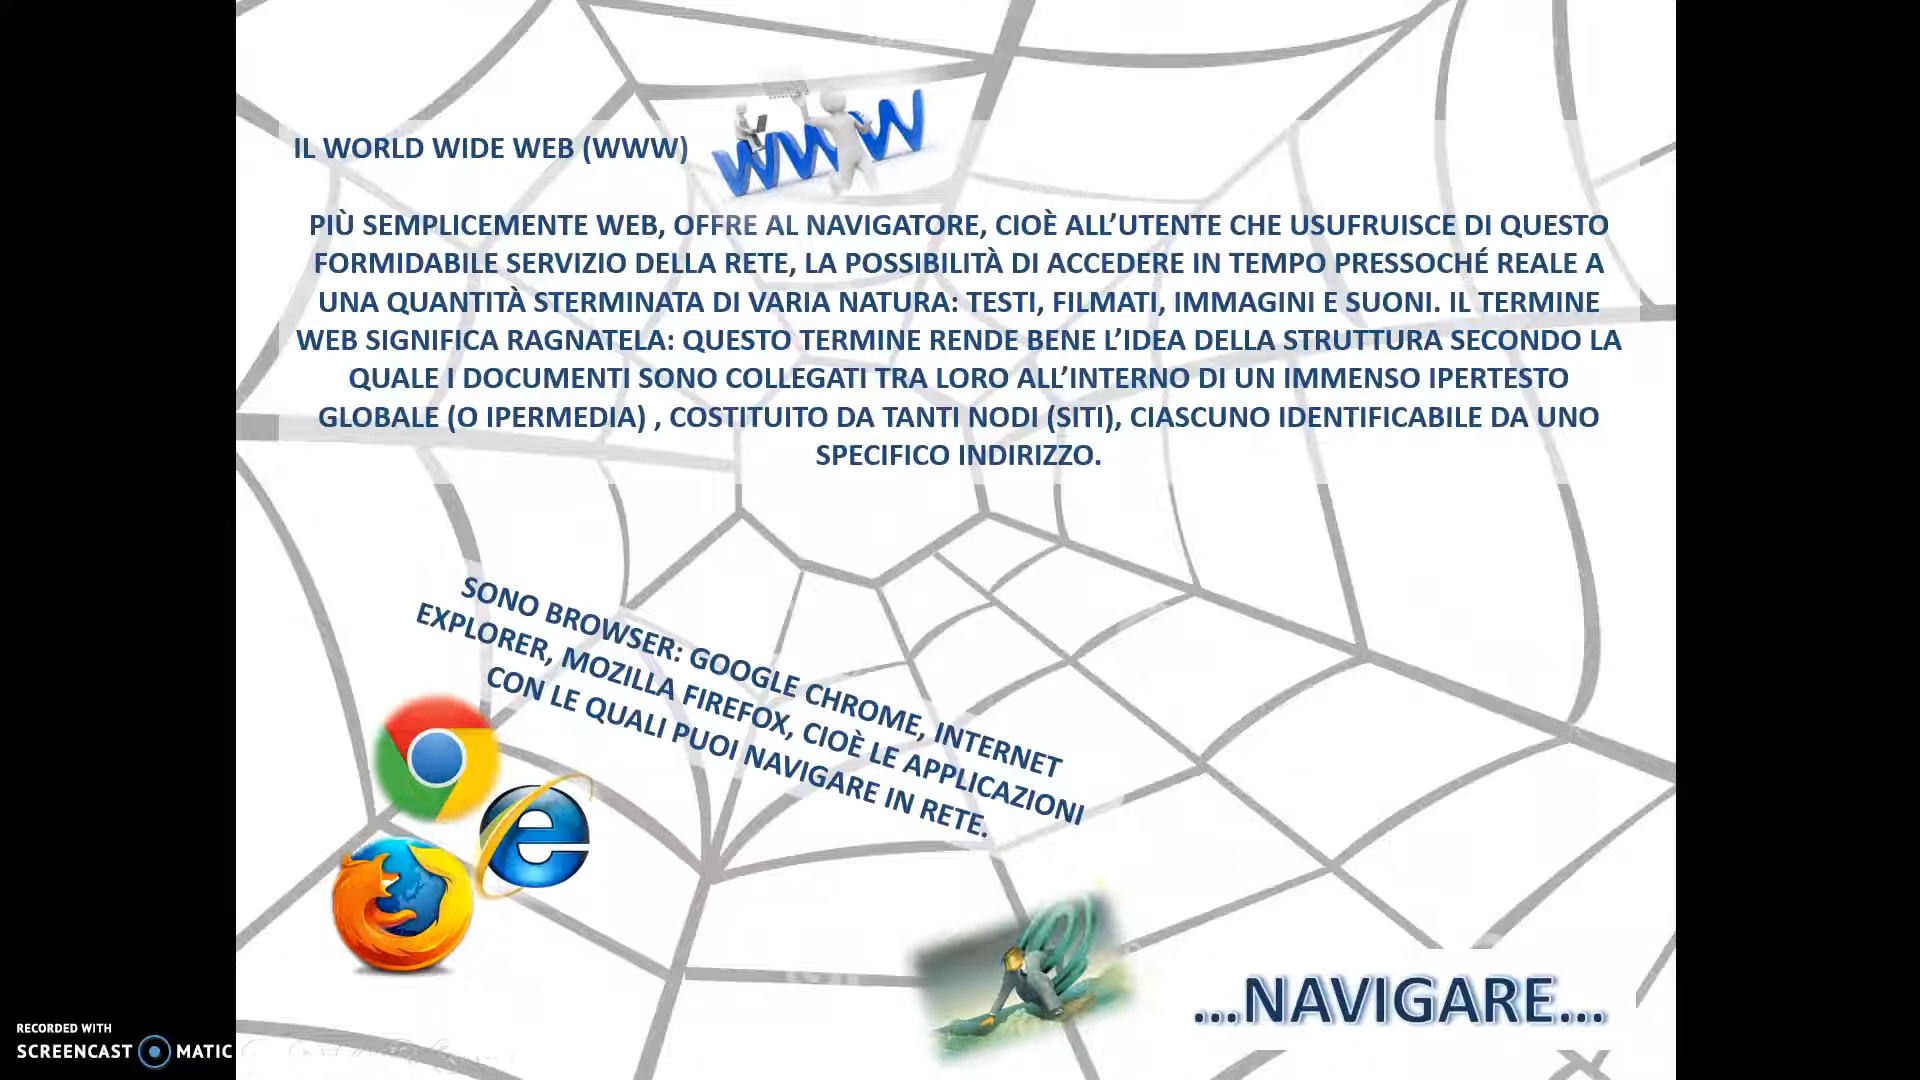 IL WORLD WIDE WEB (WWW)
WWW
PIÙ SEMPLICEMENTE WEB, OFFRE AL NAVIGATORE, CIOÈ ALL’UTENTE CHE USUFRUISCE DI QUESTO
FORMIDABILE SERVIZIO DELLA RETE, LA POSSIBILITÀ DI ACCEDERE IN TEMPO PRESSOCHÉ REALE A
UNA QUANTITÀ STERMINATA DI VARIA NATURA: TESTI, FILMATI, IMMAGINI E SUONI. IL TERMINE
WEB SIGNIFICA RAGNATELA: QUESTO TERMINE RENDE BENE L’IDEA DELLA STRUTTURA SECONDO LA
QUALE I DOCUMENTI SONO COLLEGATI TRA LORO ALL’INTERNO DI UN IMMENSO IPERTESTO
GLOBALE (O IPERMEDIA) , COSTITUITO DA TANTI NODI (SITI), CIASCUNO IDENTIFICABILE DA UNO
SPECIFICO INDIRIZZO.
SONO BROWSER: GOOGLE CHROME, INTERNET
EXPLORER, MOZILLA FIREFOX, CIOÈ LE APPLICAZIONI
CON LE QUALI PUOI NAVIGARE IN RETE.
...NAVIGARE...
RECORDED WITH
SCREENCAST MATIC